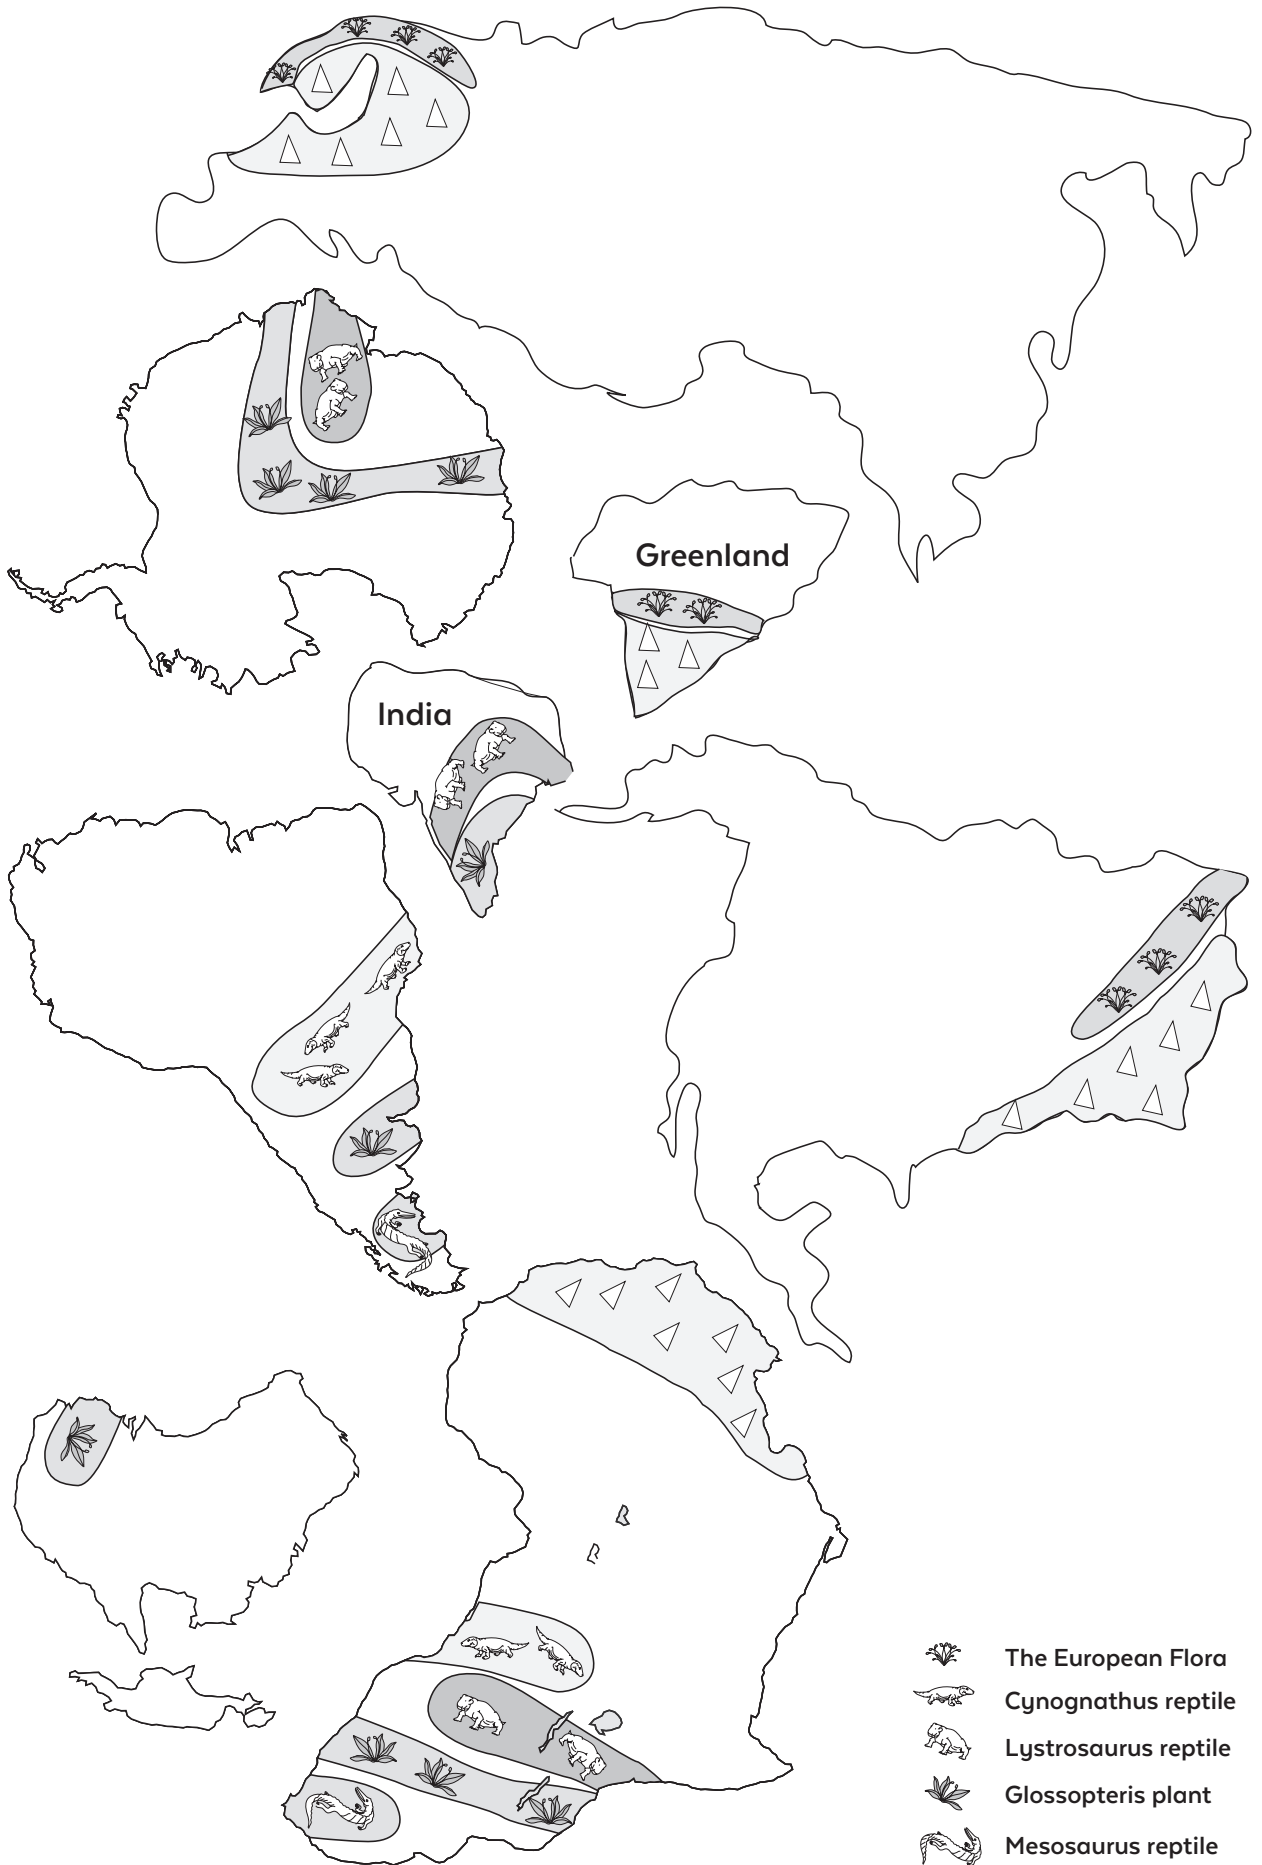 Greenland
India
The European Flora
Cynognathus reptile
Lystrosaurus reptile
Glossopteris plant
Mesosaurus reptile